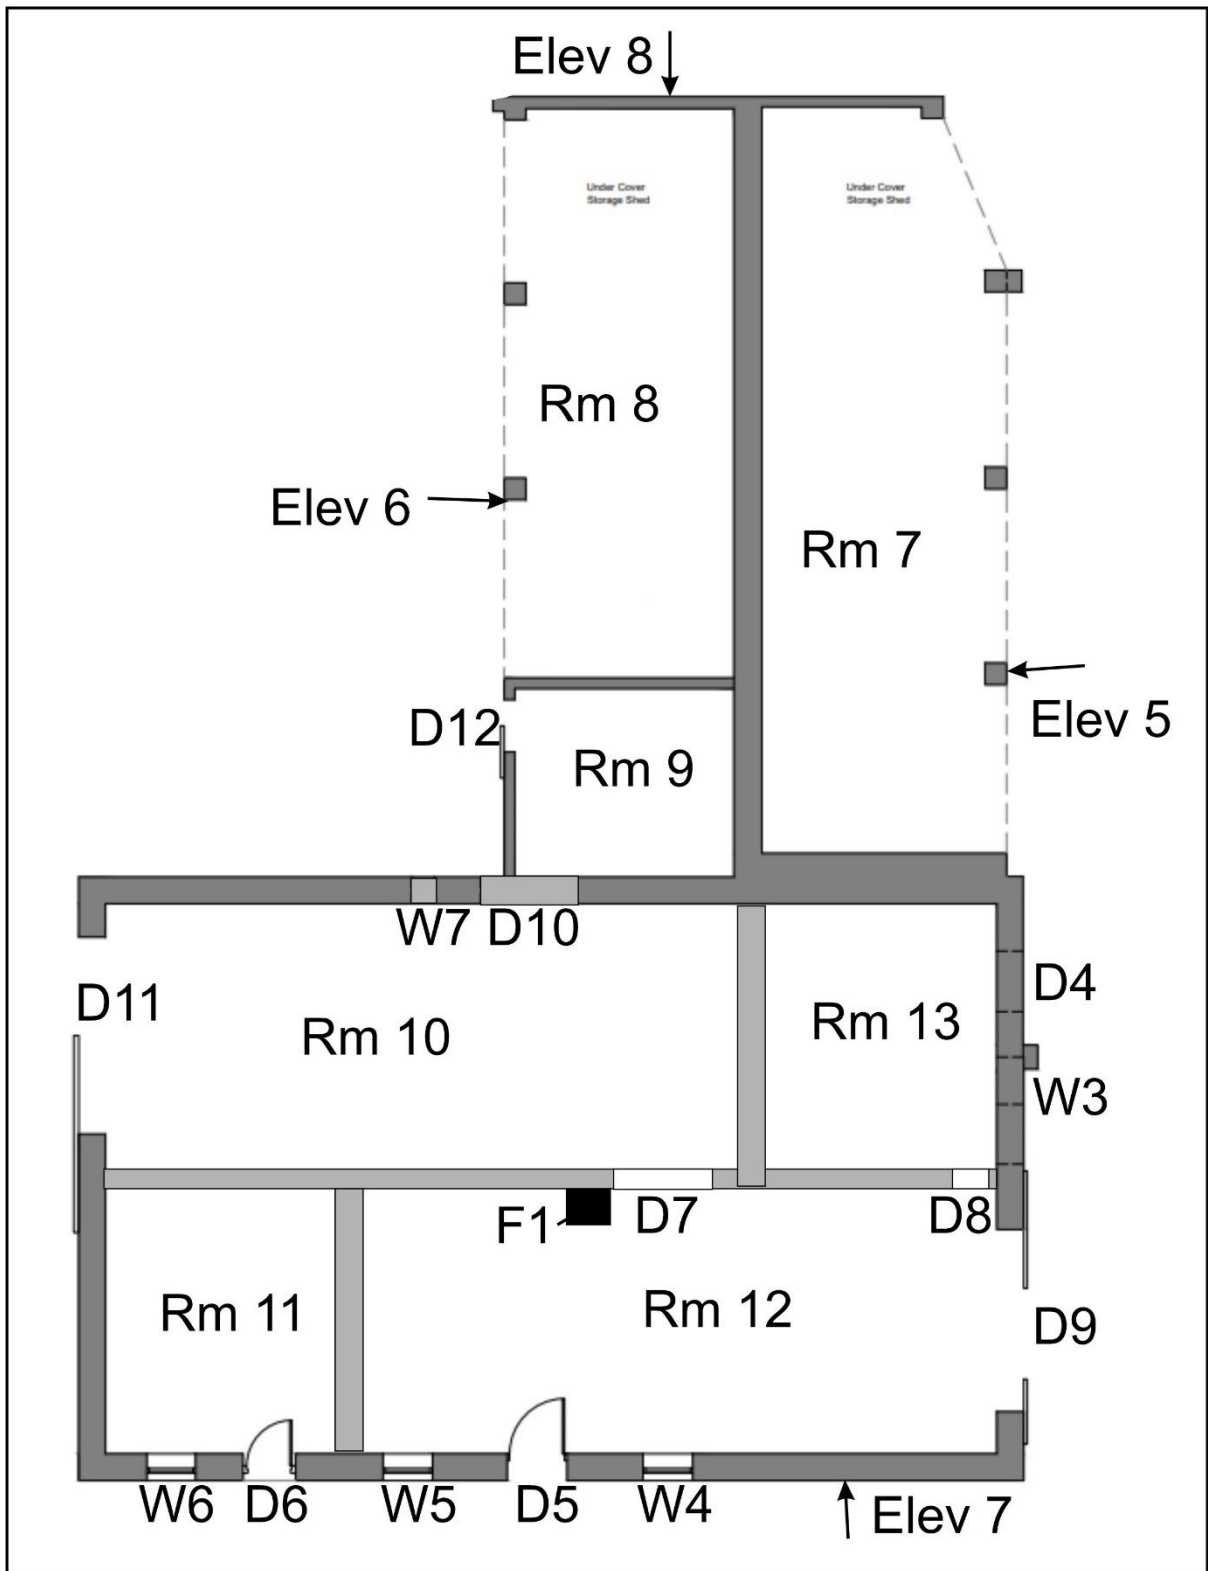 Elev 8
Under Cover
Storage Shed
Under Cover
Storage Shed
Rm 8
Elev 6
Rm 7
Elev 5
D12
Rm 9
W7
D10
D4
D11
Rm 10
Rm 13
W3
F1
D7
D8
Rm 11
Rm 12
D9
W6
D6
W5
D5
W4
Elev 7